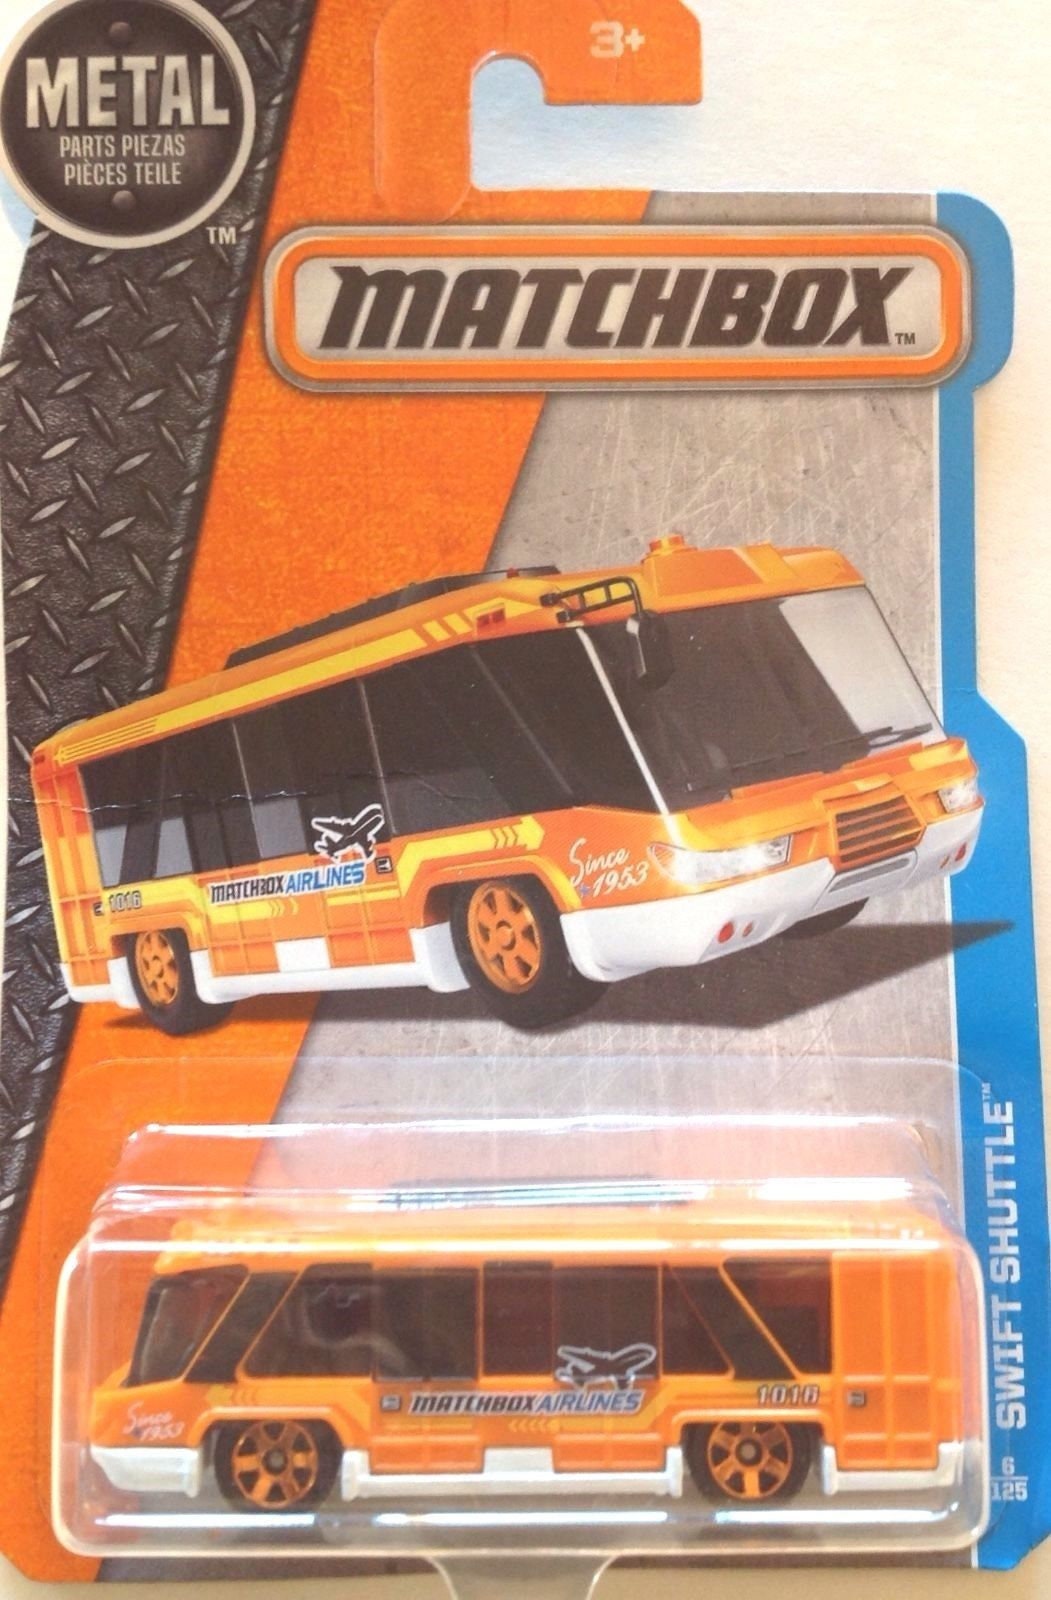 3+
METAL
PARTS PIEZAS
PIÈCES TEILE
TM
MATCHBOX TM
1016
MATCHBOX AIRLINES
Since
1953
SWIFT SHUTTLE TM
6
125
Since
1953
MATCHBOX AIRLINES
1016